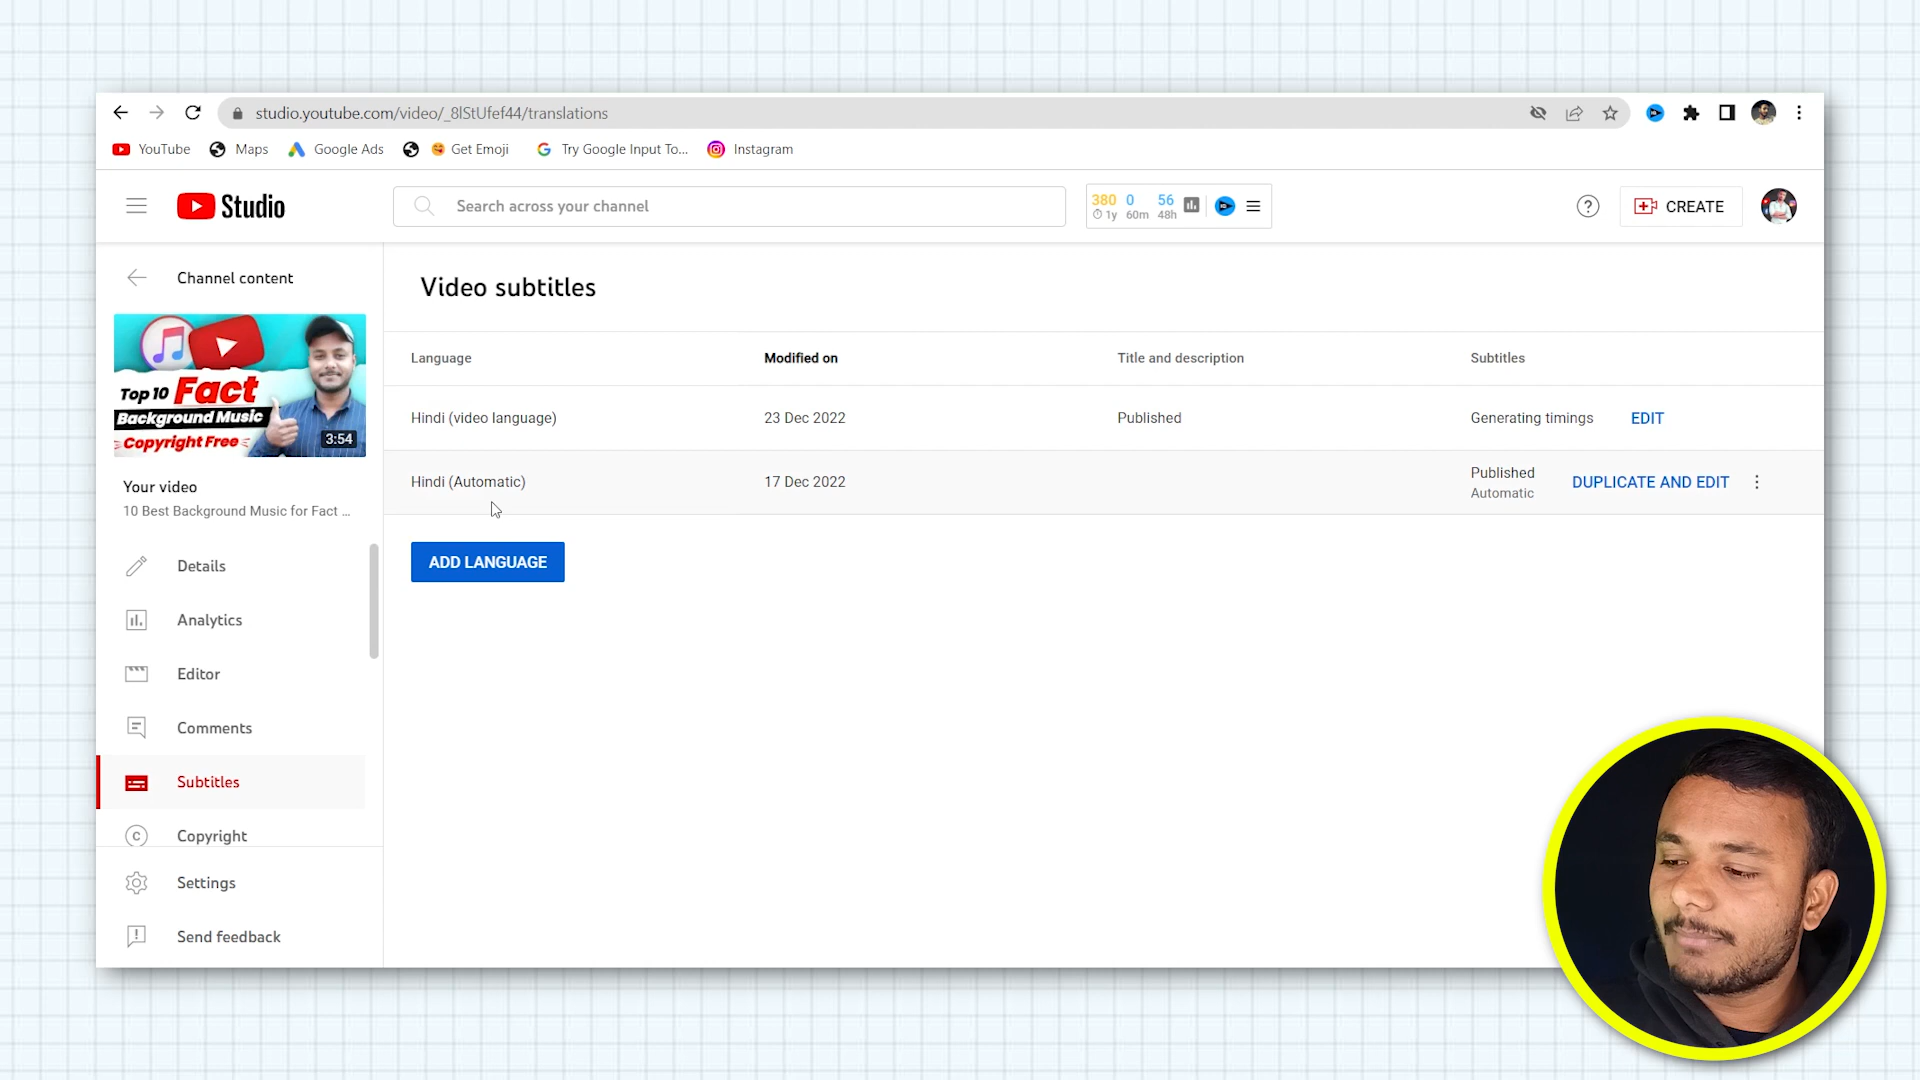 studio.youtube.com/video/_8lStUfef44/translations
YouTube Maps Google Ads Get Emoji Try Google Input To... Instagram
Studio
Search across your channel
380 0 56
1y 60m 48h
CREATE
Channel content
Top 10 Fact
Background Music
Copyright Free
3:54
Your video
10 Best Background Music for Fact ...
Details
Analytics
Editor
Comments
Subtitles
Copyright
Settings
Send feedback
Video subtitles
Language Modified on Title and description Subtitles
Hindi (video language) 23 Dec 2022 Published Generating timings EDIT
Hindi (Automatic) 17 Dec 2022 Published DUPLICATE AND EDIT
Automatic
ADD LANGUAGE